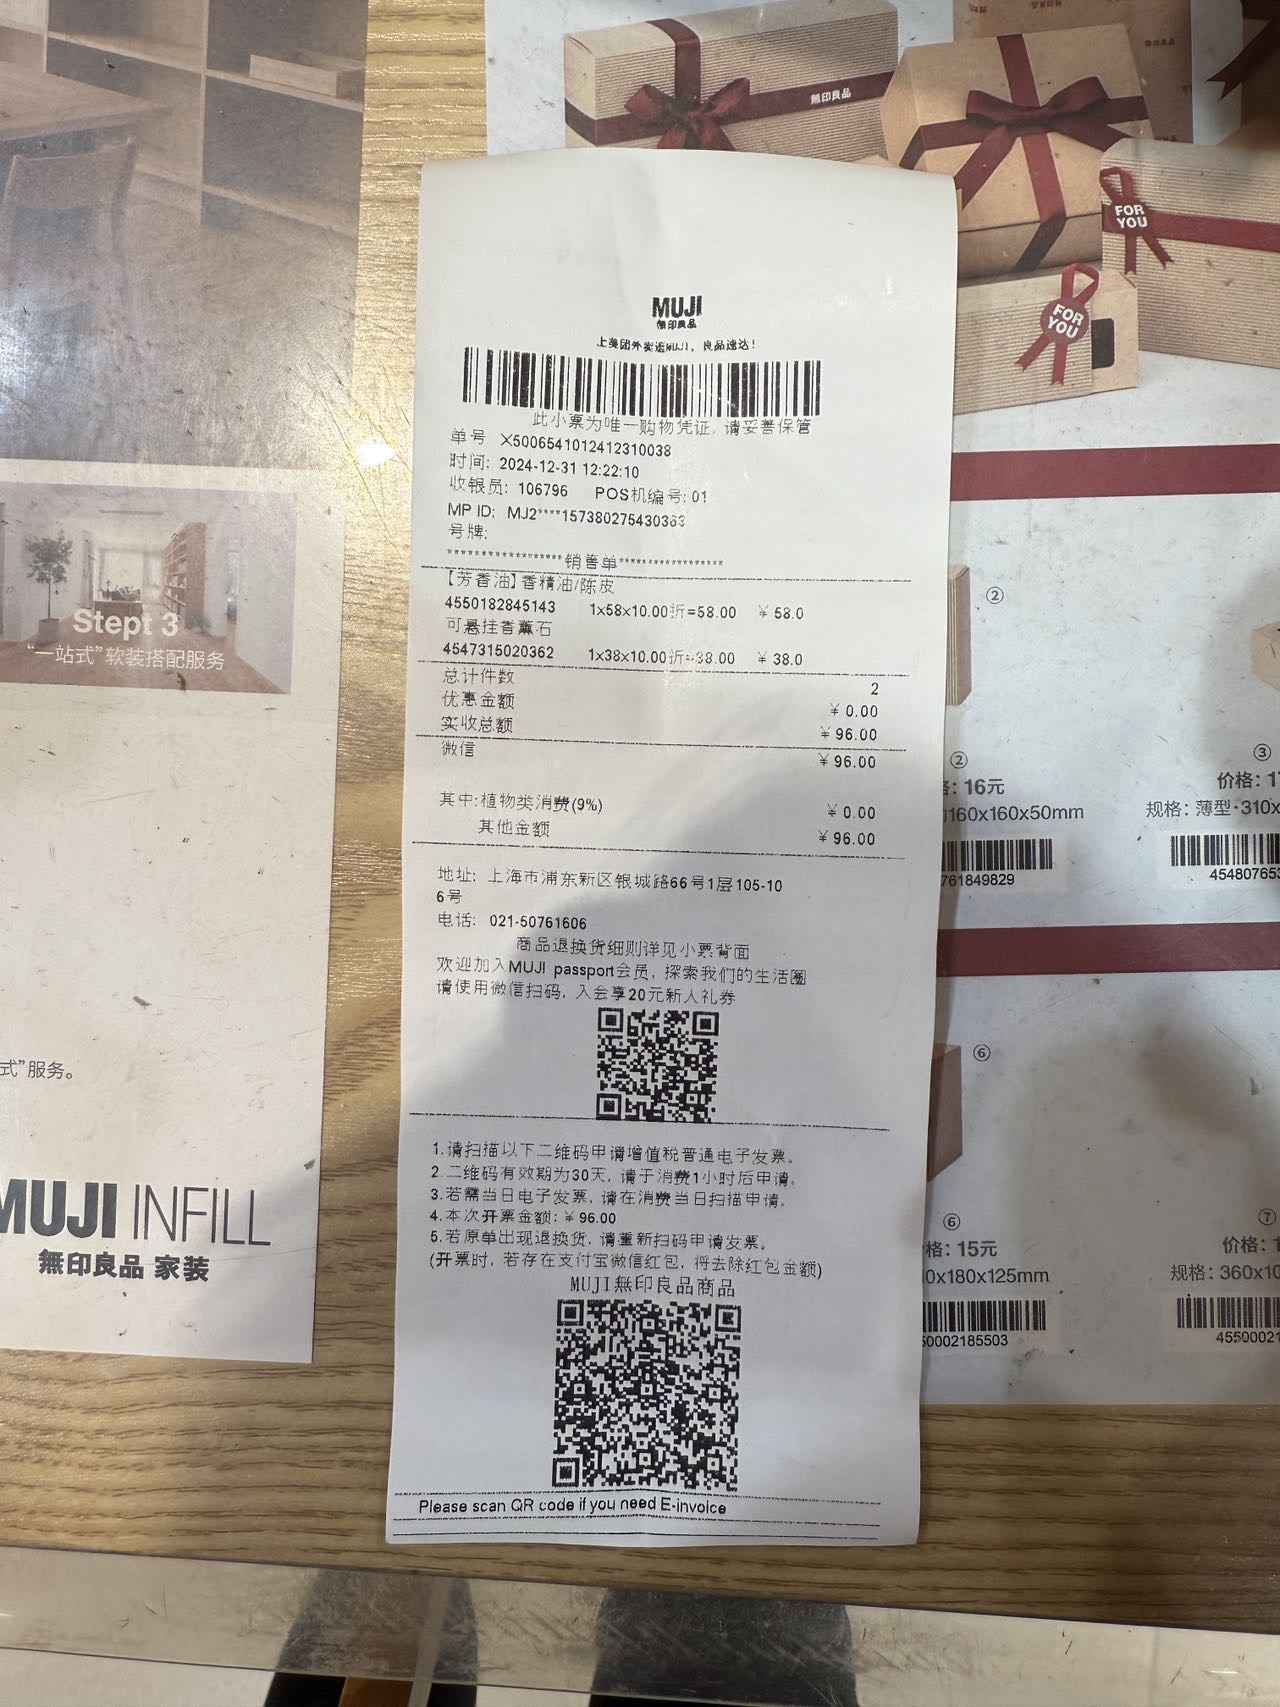 無印良品
FOR
YOU
FOR
YOU
MUJI
無印良品
上美团外卖逛MUJI，良品速达！
此小票为唯一购物凭证，请妥善保管
单号 X5006541012412310038
时间: 2024-12-31 12:22:10
收银员: 106796 POS机编号: 01
MP ID: MJ2****157380275430363
号牌:
销售单
【芳香油】香精油/陈皮
4550182845143 1x58x10.00折=58.00 ￥58.0
可悬挂香薰石
4547315020362 1x38x10.00折=38.00 ￥38.0
总计件数 2
优惠金额 ￥0.00
实收总额 ￥96.00
微信 ￥96.00
其中:植物类消费(9%) ￥0.00
其他金额 ￥96.00
地址: 上海市浦东新区银城路66号1层105-10
6号
电话: 021-50761606
商品退换货细则详见小票背面
欢迎加入MUJI passport会员，探索我们的生活圈
请使用微信扫码，入会享20元新人礼券
1.请扫描以下二维码申请增值税普通电子发票。
2.二维码有效期为30天，请于消费1小时后申请。
3.若需当日电子发票，请在消费当日扫描申请。
4.本次开票金额:￥96.00
5.若原单出现退换货，请重新扫码申请发票。
(开票时，若存在支付宝微信红包，将去除红包金额)
MUJI無印良品商品
Please scan QR code if you need E-invoice
Stept 3
“一站式”软装搭配服务
式”服务。
MUJI INFILL
無印良品 家装
②
②
格: 16元
160x160x50mm
761849829
③
价格: 1
规格: 薄型·310x
45480765
⑥
⑥
格: 15元
0x180x125mm
50002185503
⑦
价格: 1
规格: 360x10
4550002